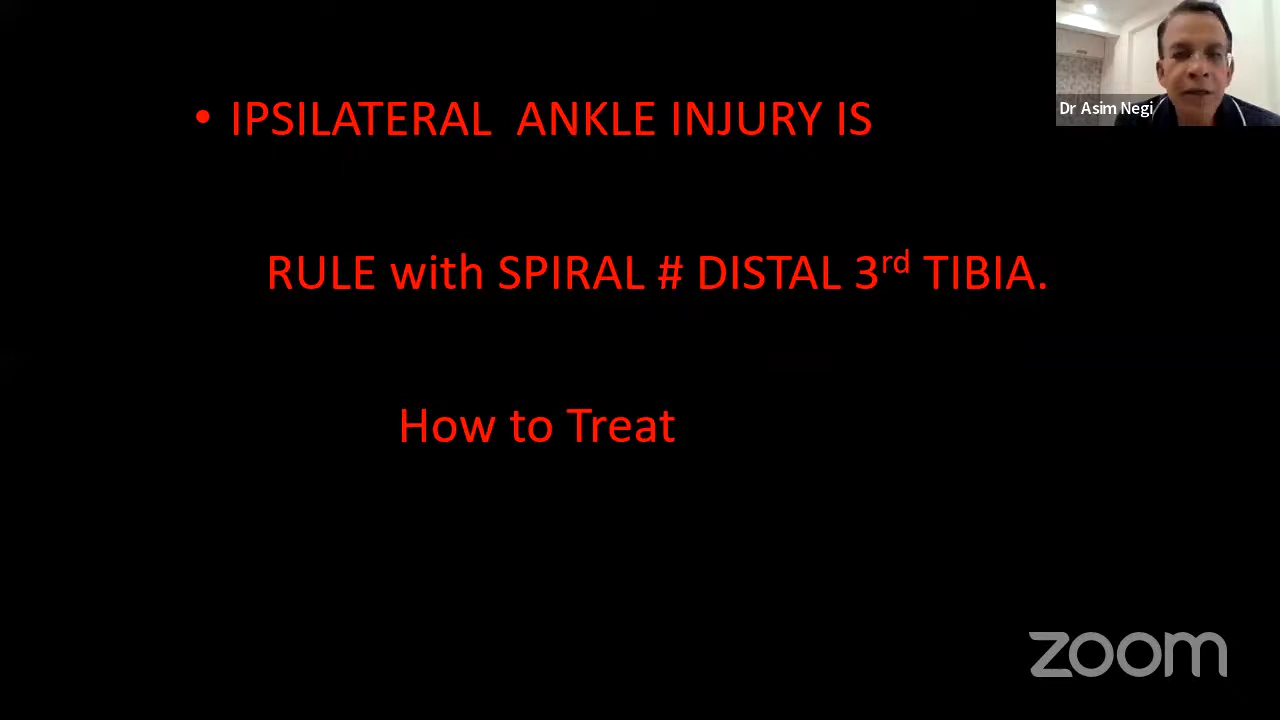 Dr Asim Negi
• IPSILATERAL ANKLE INJURY IS
RULE with SPIRAL # DISTAL 3rd TIBIA.
How to Treat
zoom